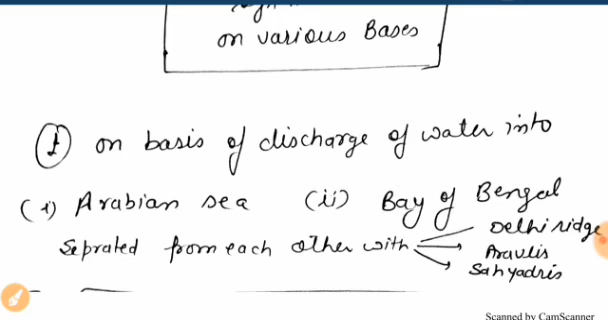 on various Bases
(I) on basis of discharge of water into
(i) Arabian sea (ii) Bay of Bengal
Seprated from each other with Delhi ridge
Aravlis
Sahyadris
Scanned by CamScanner